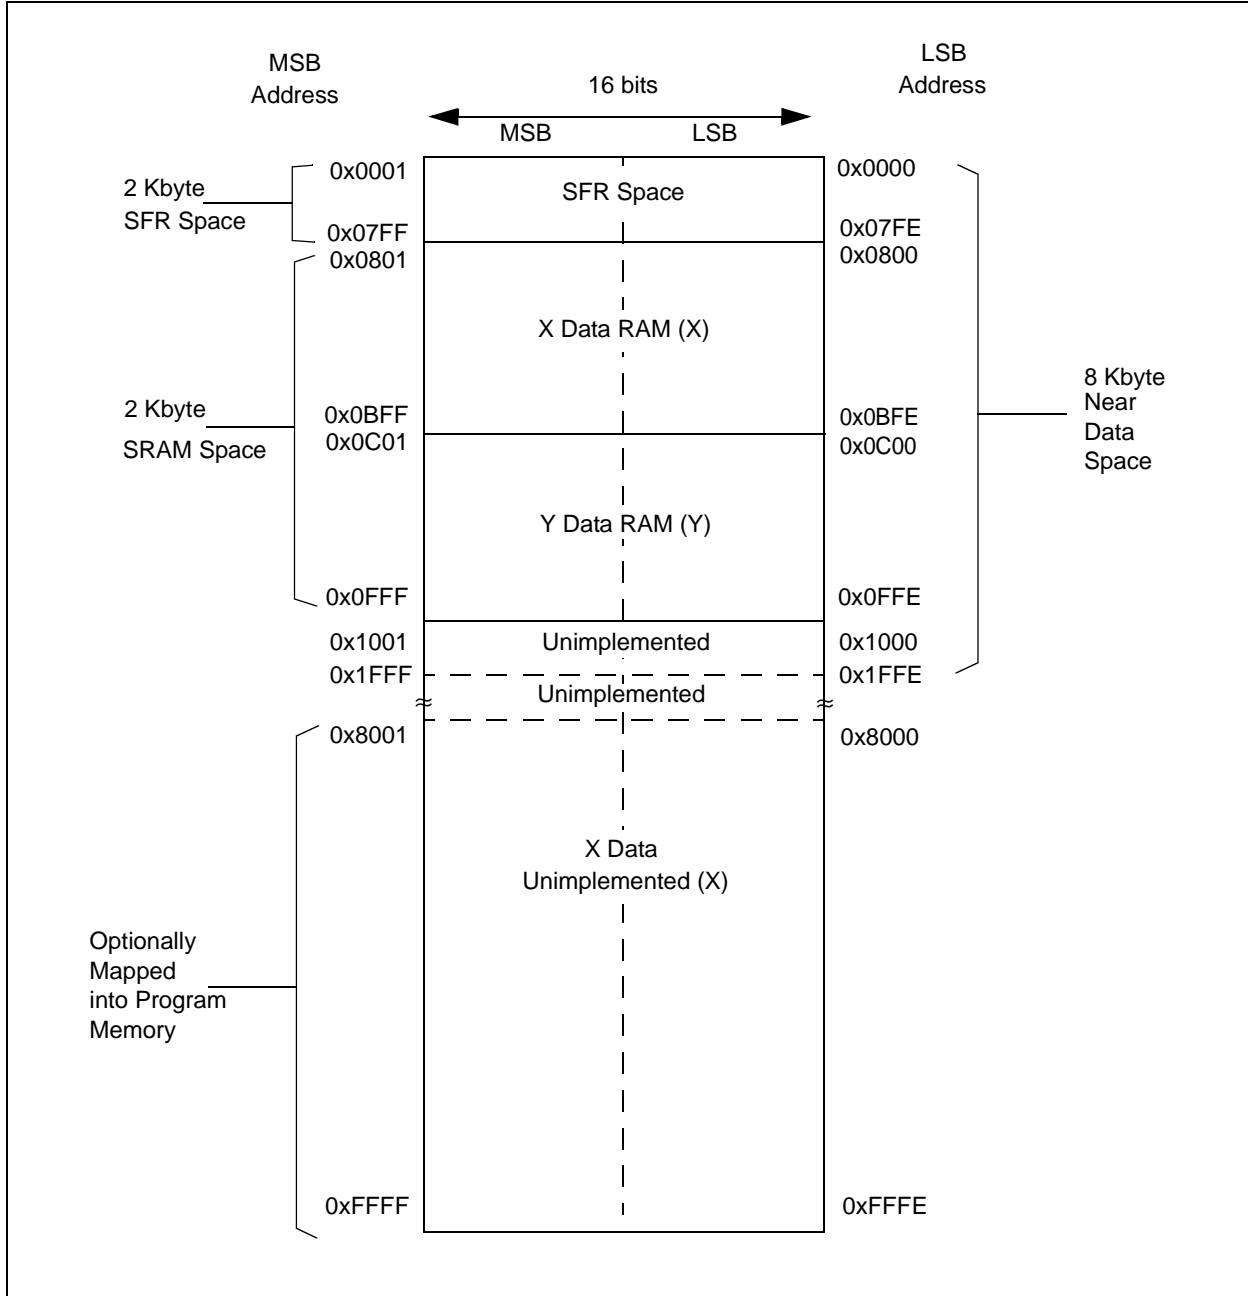 MSB
Address
LSB
Address
16 bits
MSB
LSB
0x0001
0x0000
2 Kbyte
SFR Space
SFR Space
0x07FF
0x07FE
0x0801
0x0800
X Data RAM (X)
2 Kbyte
SRAM Space
0x0BFF
0x0BFE
0x0C01
0x0C00
8 Kbyte
Near
Data
Space
Y Data RAM (Y)
0x0FFF
0x0FFE
0x1001
Unimplemented
0x1000
0x1FFF
0x1FFE
Unimplemented
≈
≈
0x8001
0x8000
X Data
Unimplemented (X)
Optionally
Mapped
into Program
Memory
0xFFFF
0xFFFE